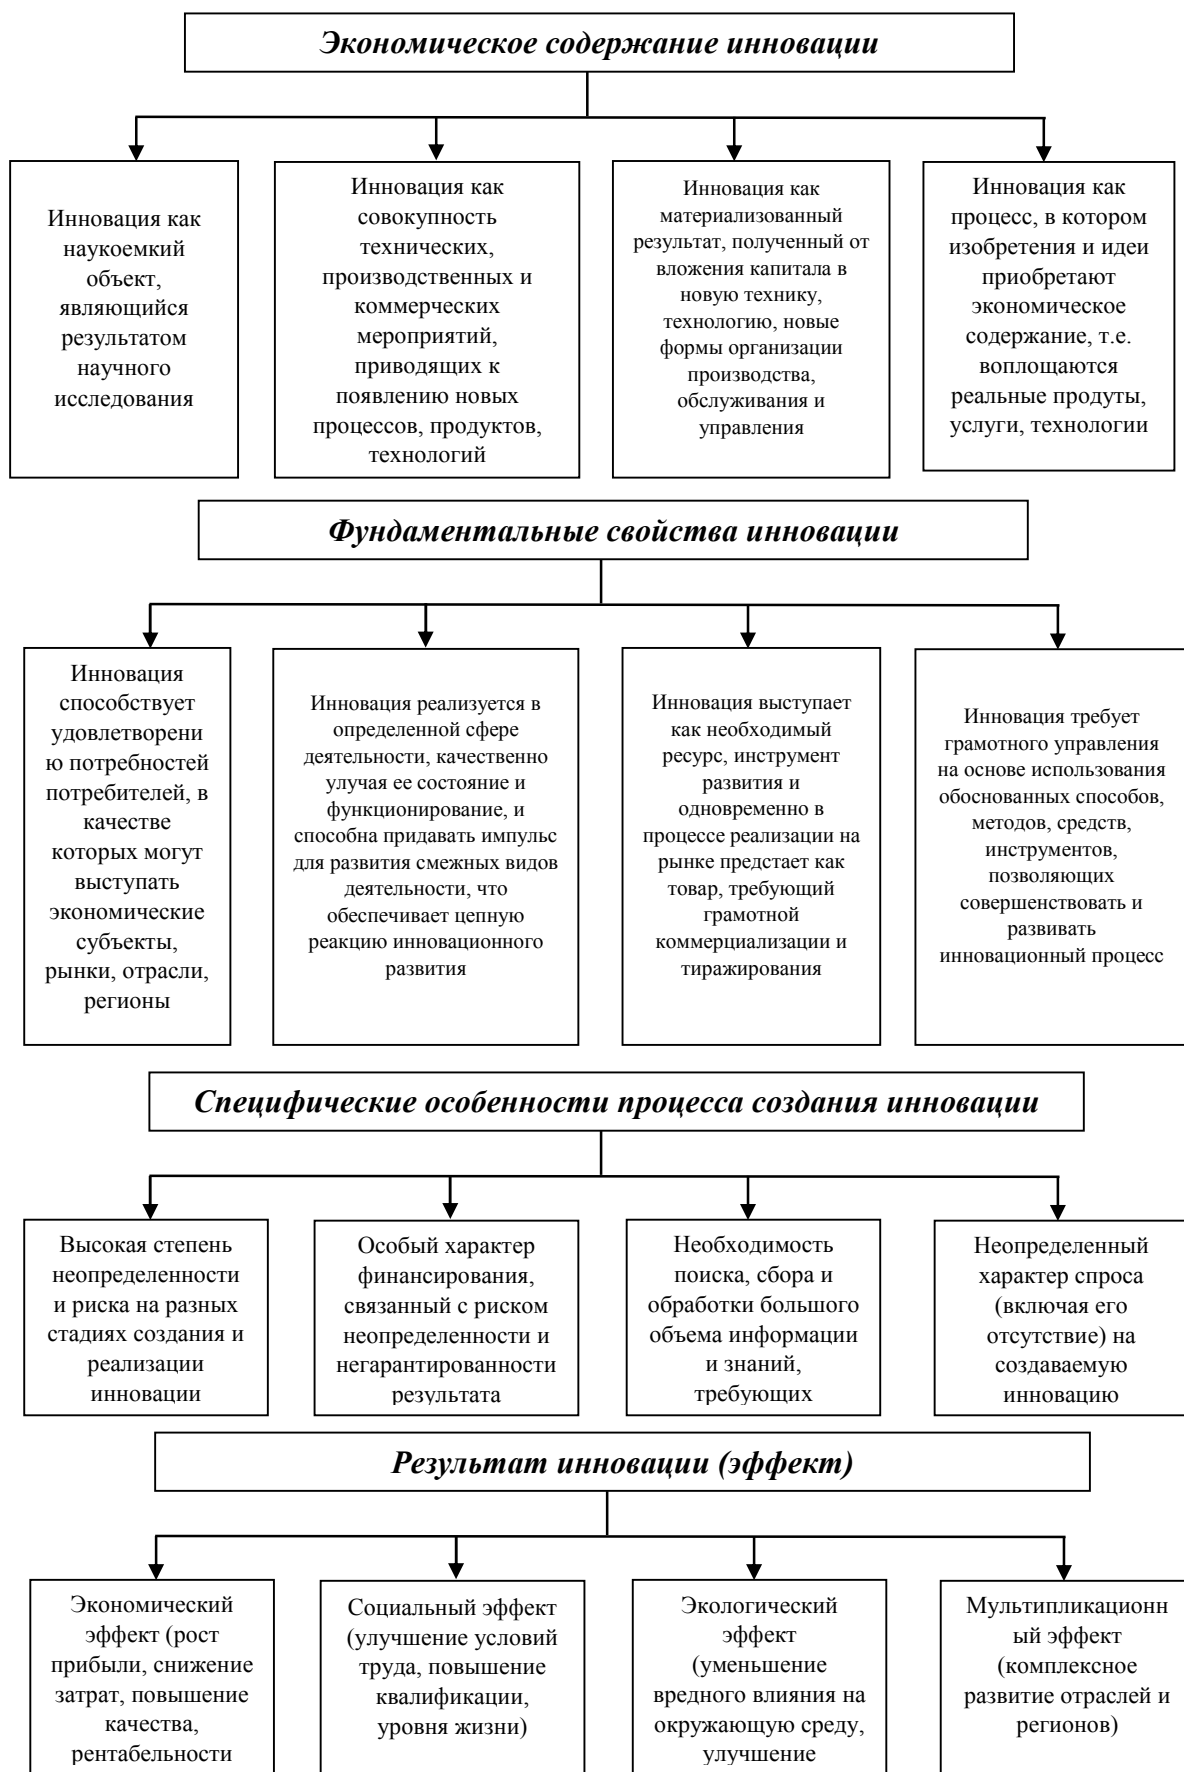 Экономическое содержание инновации
Инновация как
наукоемкий
объект,
являющийся
результатом
научного
исследования
Инновация как
совокупность
технических,
производственных и
коммерческих
мероприятий,
приводящих к
появлению новых
процессов, продуктов,
технологий
Инновация как
материализованный
результат, полученный от
вложения капитала в
новую технику,
технологию, новые
формы организации
производства,
обслуживания и
управления
Инновация как
процесс, в котором
изобретения и идеи
приобретают
экономическое
содержание, т.е.
воплощаются
реальные продуты,
услуги, технологии
Фундаментальные свойства инновации
Инновация
способствует
удовлетворени
ю потребностей
потребителей, в
качестве
которых могут
выступать
экономические
субъекты,
рынки, отрасли,
регионы
Инновация реализуется в
определенной сфере
деятельности, качественно
улучая ее состояние и
функционирование, и
способна придавать импульс
для развития смежных видов
деятельности, что
обеспечивает цепную
реакцию инновационного
развития
Инновация выступает
как необходимый
ресурс, инструмент
развития и
одновременно в
процессе реализации на
рынке предстает как
товар, требующий
грамотной
коммерциализации и
тиражирования
Инновация требует
грамотного управления
на основе использования
обоснованных способов,
методов, средств,
инструментов,
позволяющих
совершенствовать и
развивать
инновационный процесс
Специфические особенности процесса создания инновации
Высокая степень
неопределенности
и риска на разных
стадиях создания и
реализации
инновации
Особый характер
финансирования,
связанный с риском
неопределенности и
негарантированности
результата
Необходимость
поиска, сбора и
обработки большого
объема информации
и знаний,
требующих
Неопределенный
характер спроса
(включая его
отсутствие) на
создаваемую
инновацию
Результат инновации (эффект)
Экономический
эффект (рост
прибыли, снижение
затрат, повышение
качества,
рентабельности
Социальный эффект
(улучшение условий
труда, повышение
квалификации,
уровня жизни)
Экологический
эффект
(уменьшение
вредного влияния на
окружающую среду,
улучшение
Мультипликационн
ый эффект
(комплексное
развитие отраслей и
регионов)